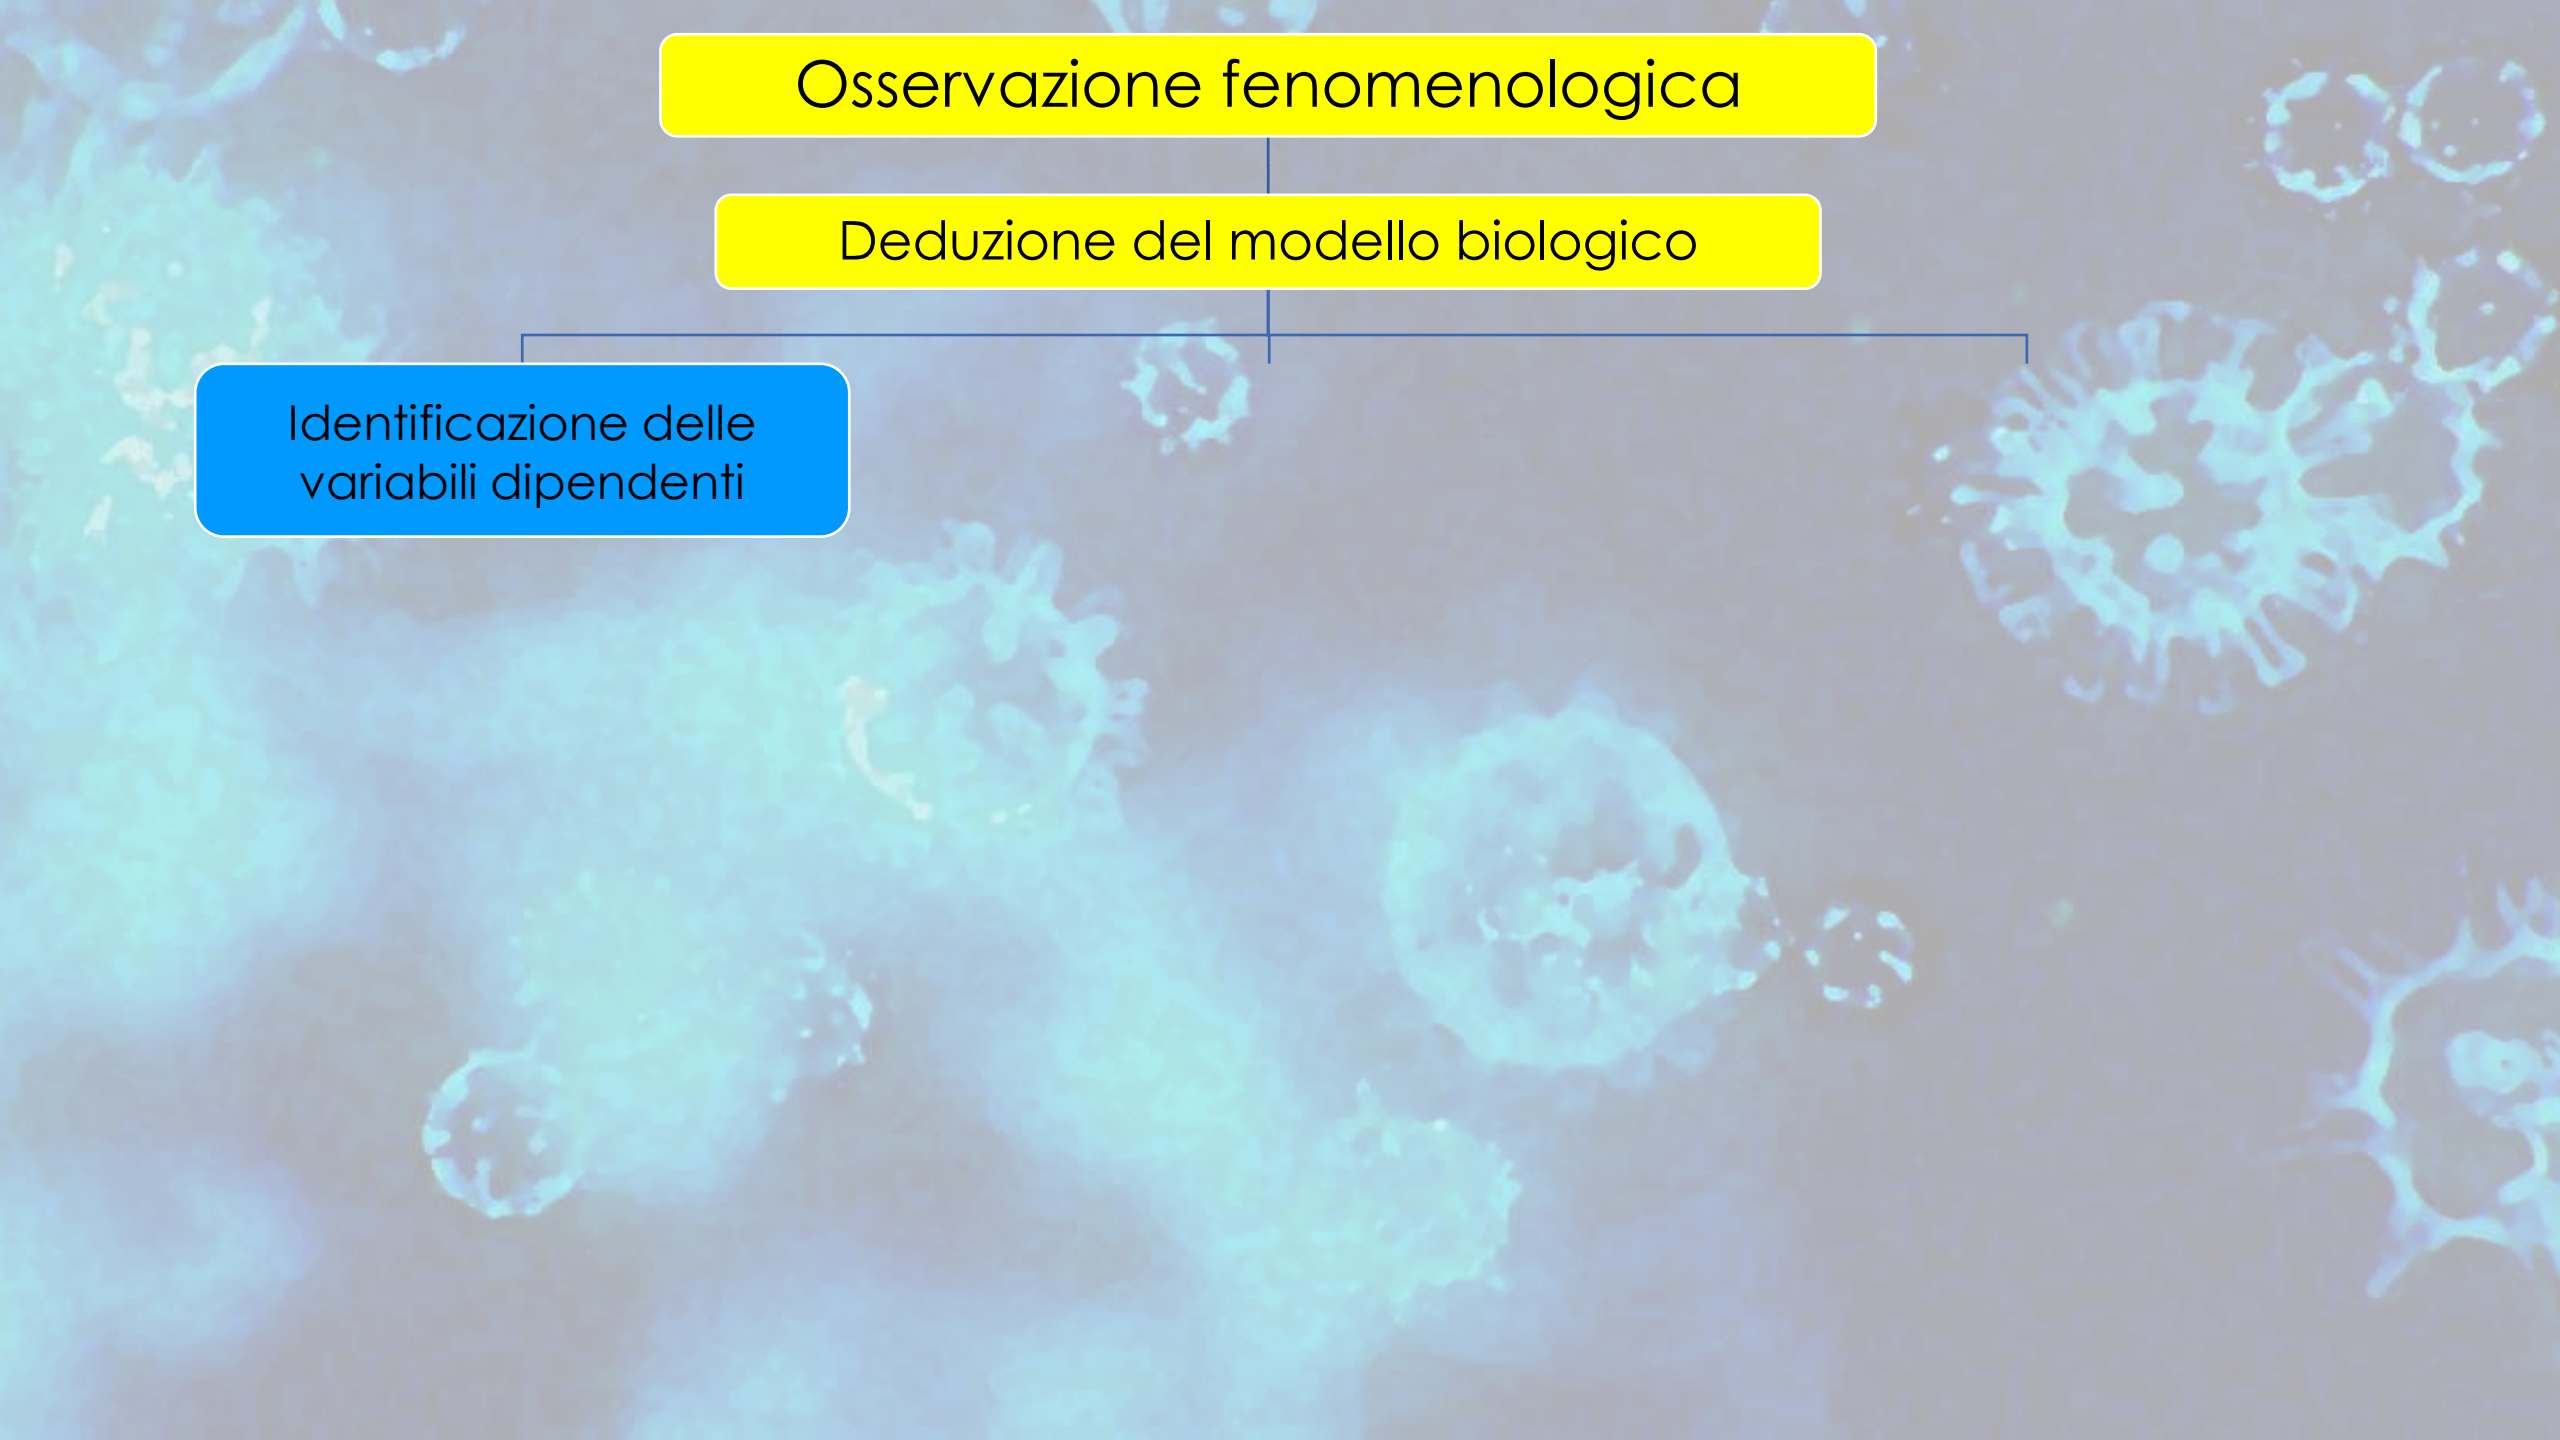 Osservazione fenomenologica
Deduzione del modello biologico
Identificazione delle
variabili dipendenti